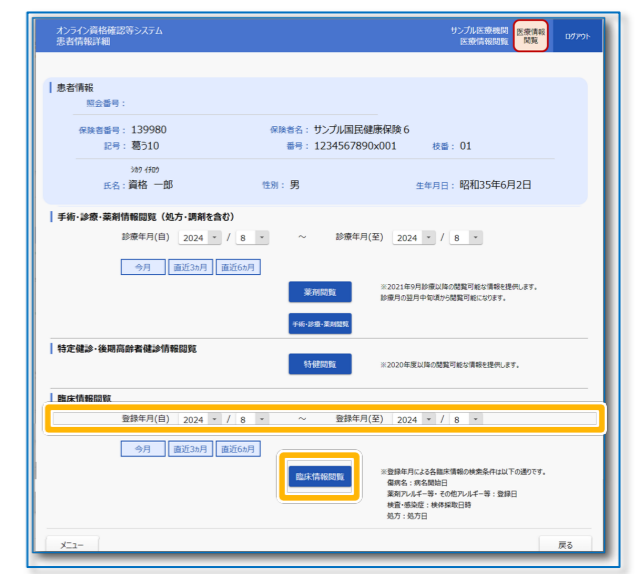 オンライン資格確認等システム
患者情報詳細
サンプル医療機関
医療情報閲覧
医療情報
閲覧
ログアウト
患者情報
照会番号：
保険者番号： 139980
保険者名： サンプル国民健康保険６
記号： 葛510
番号： 1234567890x001
枝番： 01
シカク イチロウ
氏名： 資格 一郎
性別： 男
生年月日： 昭和35年6月2日
手術・診療・薬剤情報閲覧（処方・調剤を含む）
診療年月(自) 2024 / 8 ～ 診療年月(至) 2024 / 8
今月 直近3ヵ月 直近6ヵ月
薬剤閲覧
※2021年9月診療以降の閲覧可能な情報を提供します。
診療月の翌月中旬頃から閲覧可能になります。
手術・診療・薬剤閲覧
特定健診・後期高齢者健診情報閲覧
特健閲覧
※2020年度以降の閲覧可能な情報を提供します。
臨床情報閲覧
登録年月(自) 2024 / 8 ～ 登録年月(至) 2024 / 8
今月 直近3ヵ月 直近6ヵ月
臨床情報閲覧
※登録年月による各臨床情報の検索条件は以下の通りです。
傷病名：病名開始日
薬剤アレルギー等・その他アレルギー等：登録日
検査・感染症：検体採取日時
処方：処方日
メニュー
戻る